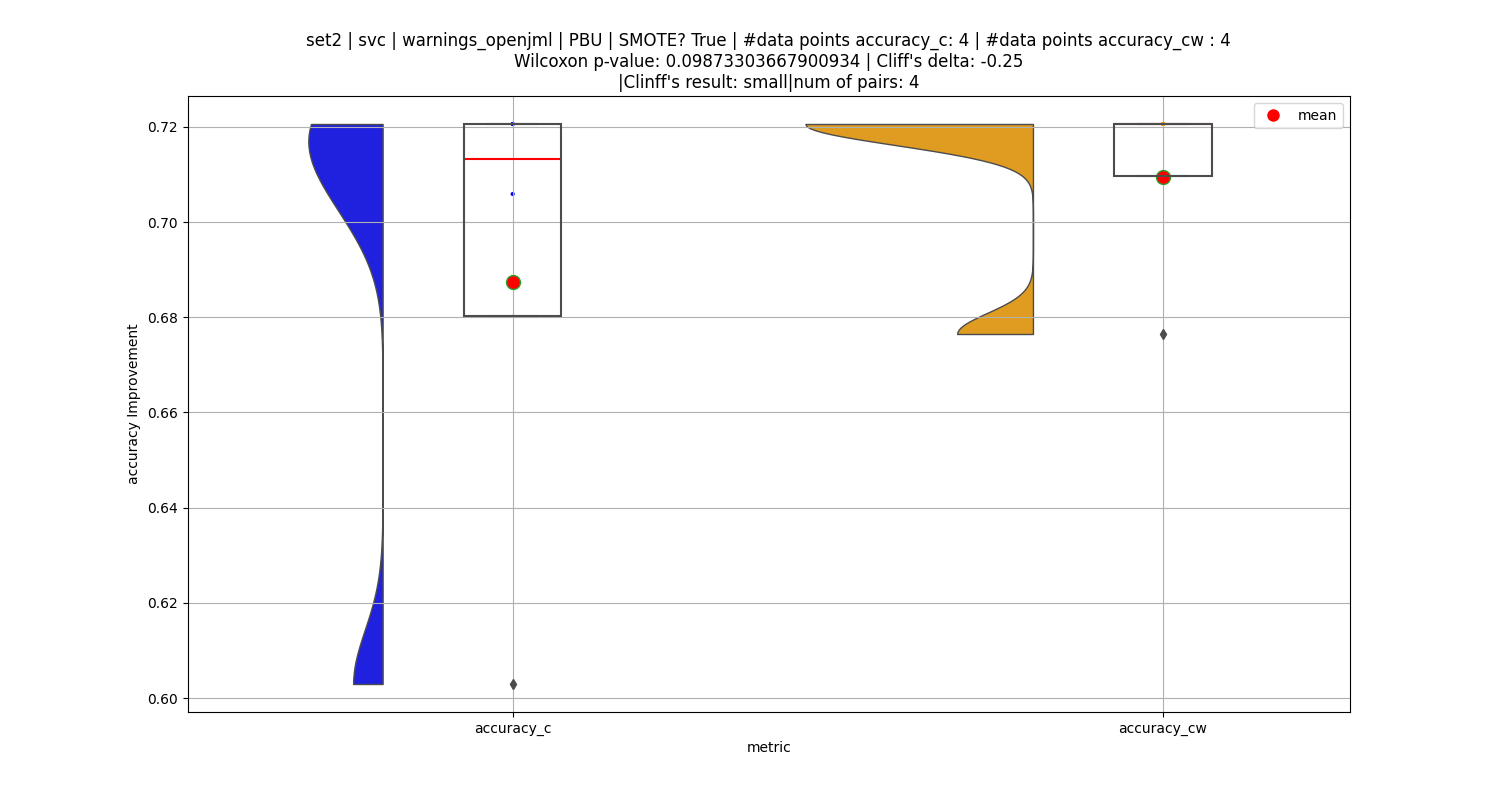 set2 | svc | warnings_openjml | PBU | SMOTE? True | #data points accuracy_c: 4 | #data points accuracy_cw : 4
Wilcoxon p-value: 0.09873303667900934 | Cliff's delta: -0.25
|Clinff's result: small|num of pairs: 4
mean
0.72
0.70
0.68
0.66
0.64
0.62
0.60
accuracy Improvement
accuracy_c
accuracy_cw
metric